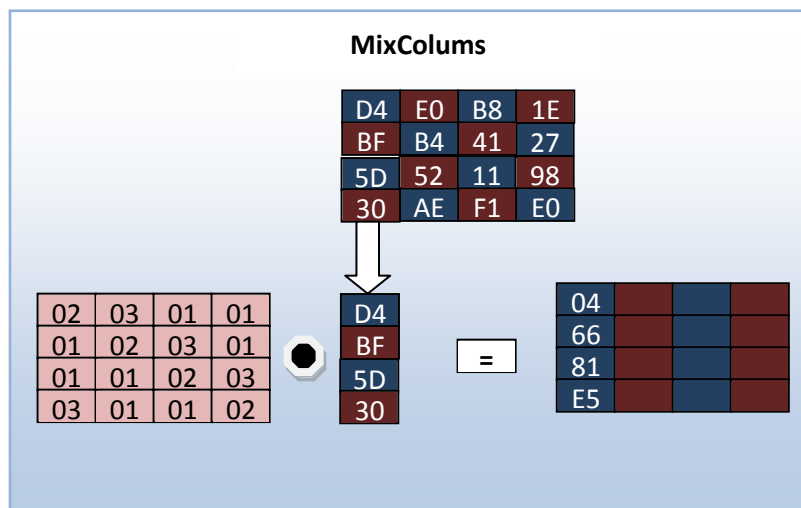 MixColums
D4 E0 B8 1E
BF B4 41 27
5D 52 11 98
30 AE F1 E0
02 03 01 01 D4 04
01 02 03 01 BF 66
01 01 02 03 5D = 81
03 01 01 02 30 E5